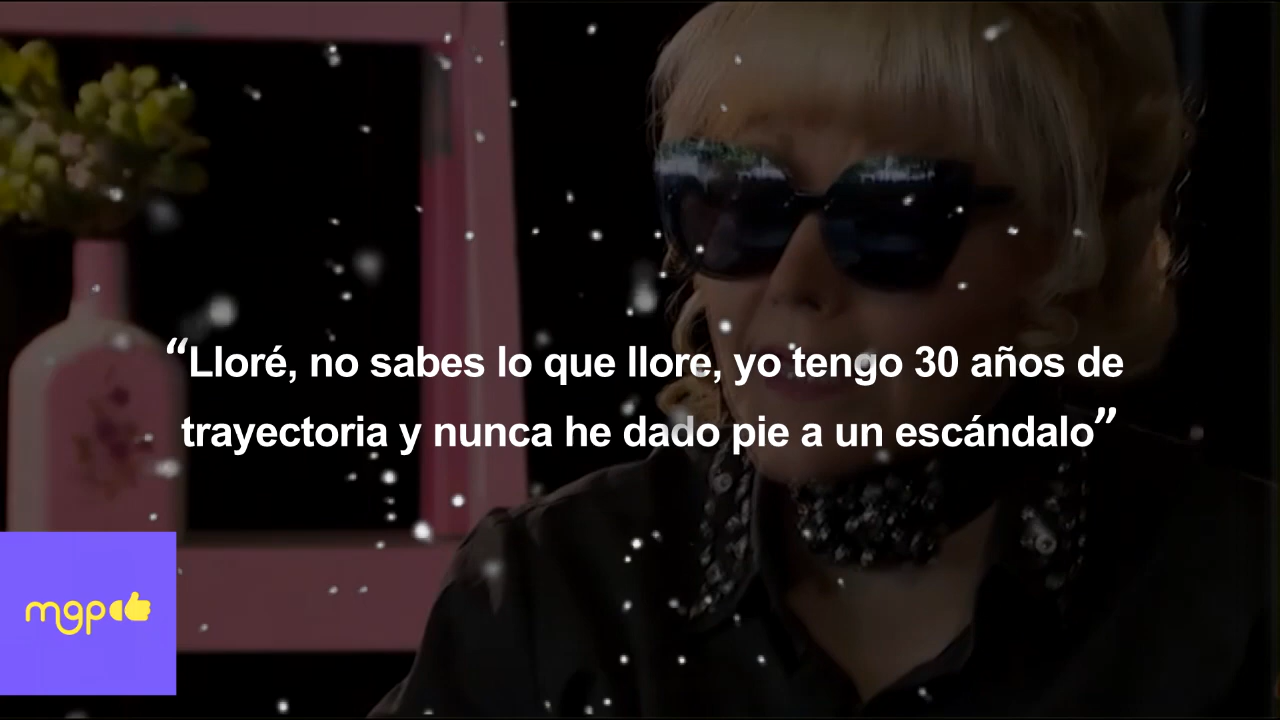 “Lloré, no sabes lo que llore, yo tengo 30 años de
trayectoria y nunca he dado pie a un escándalo”
mgp